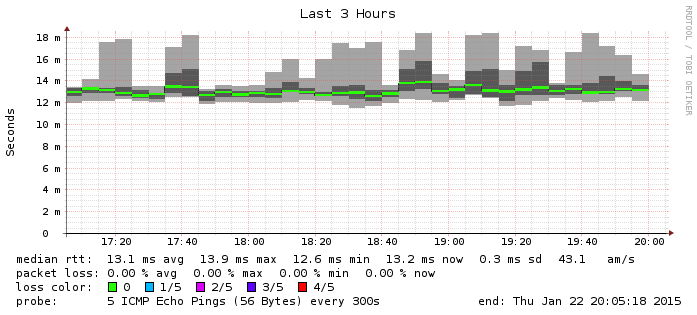 Last 3 Hours
RRDTOOL / TOBI OETIKER
Seconds
18 m
16 m
14 m
12 m
10 m
8 m
6 m
4 m
2 m
0
17:20 17:40 18:00 18:20 18:40 19:00 19:20 19:40 20:00
median rtt: 13.1 ms avg 13.9 ms max 12.6 ms min 13.2 ms now 0.3 ms sd 43.1 am/s
packet loss: 0.00 % avg 0.00 % max 0.00 % min 0.00 % now
loss color: 0 1/5 2/5 3/5 4/5
probe: 5 ICMP Echo Pings (56 Bytes) every 300s end: Thu Jan 22 20:05:18 2015